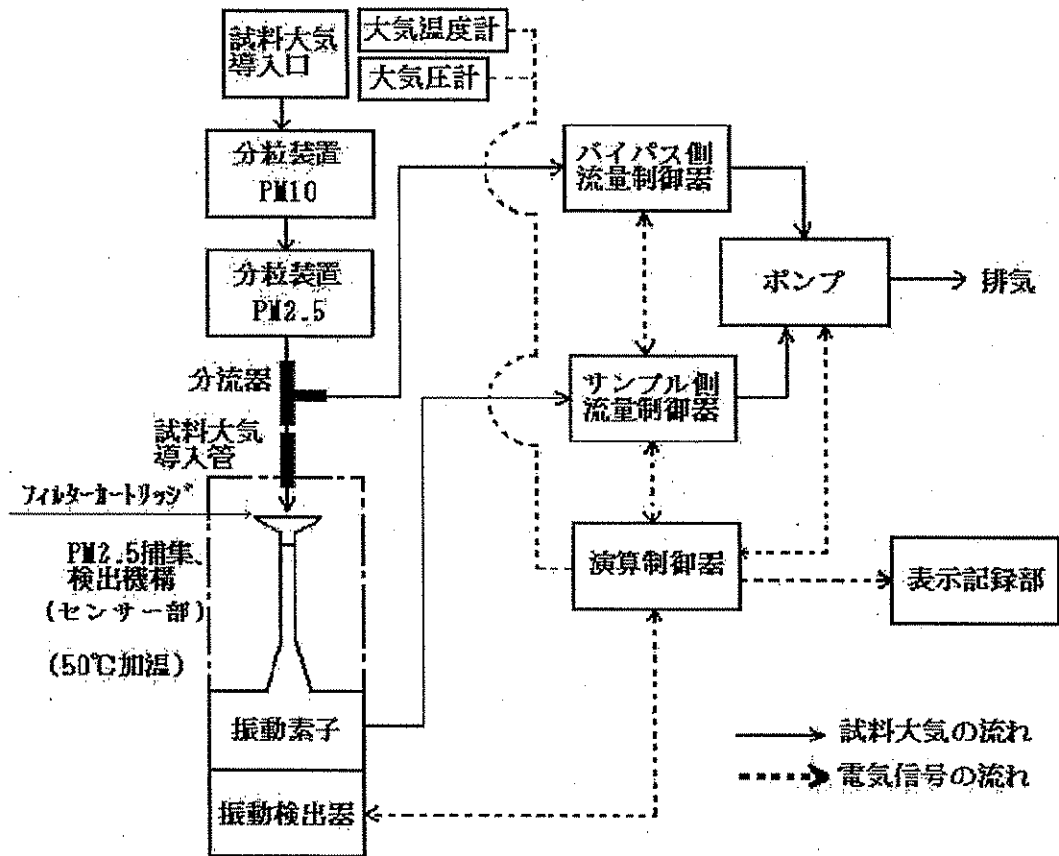 試料大気
導入口
大気温度計
大気圧計
分粒装置
PM10
分粒装置
PM2.5
分流器
試料大気
導入管
フィルターカートリッジ
PM2.5捕集、
検出機構
(センサー部)
(50℃加温)
振動素子
振動検出器
バイパス側
流量制御器
サンプル側
流量制御器
ポンプ
排気
演算制御器
表示記録部
試料大気の流れ
電気信号の流れ